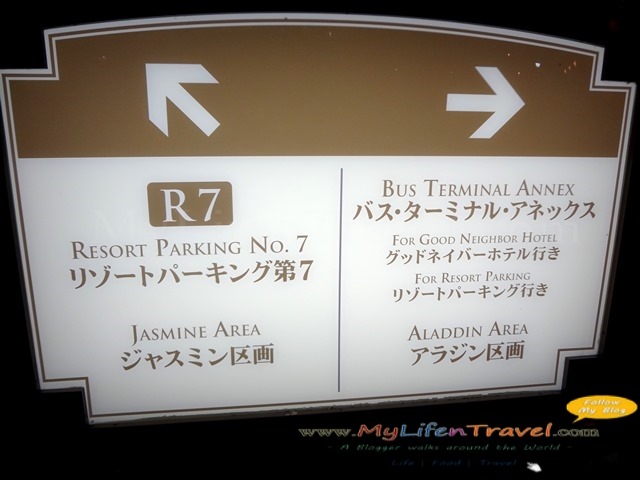 R7
RESORT PARKING NO. 7
リゾートパーキング第7
JASMINE AREA
ジャスミン区画
BUS TERMINAL ANNEX
バス・ターミナル・アネックス
FOR GOOD NEIGHBOR HOTEL
グッドネイバーホテル行き
FOR RESORT PARKING
リゾートパーキング行き
ALADDIN AREA
アラジン区画
Follow
My Blog
www.MyLifenTravel.com
- A Blogger walks around the World -
Life | Food | Travel